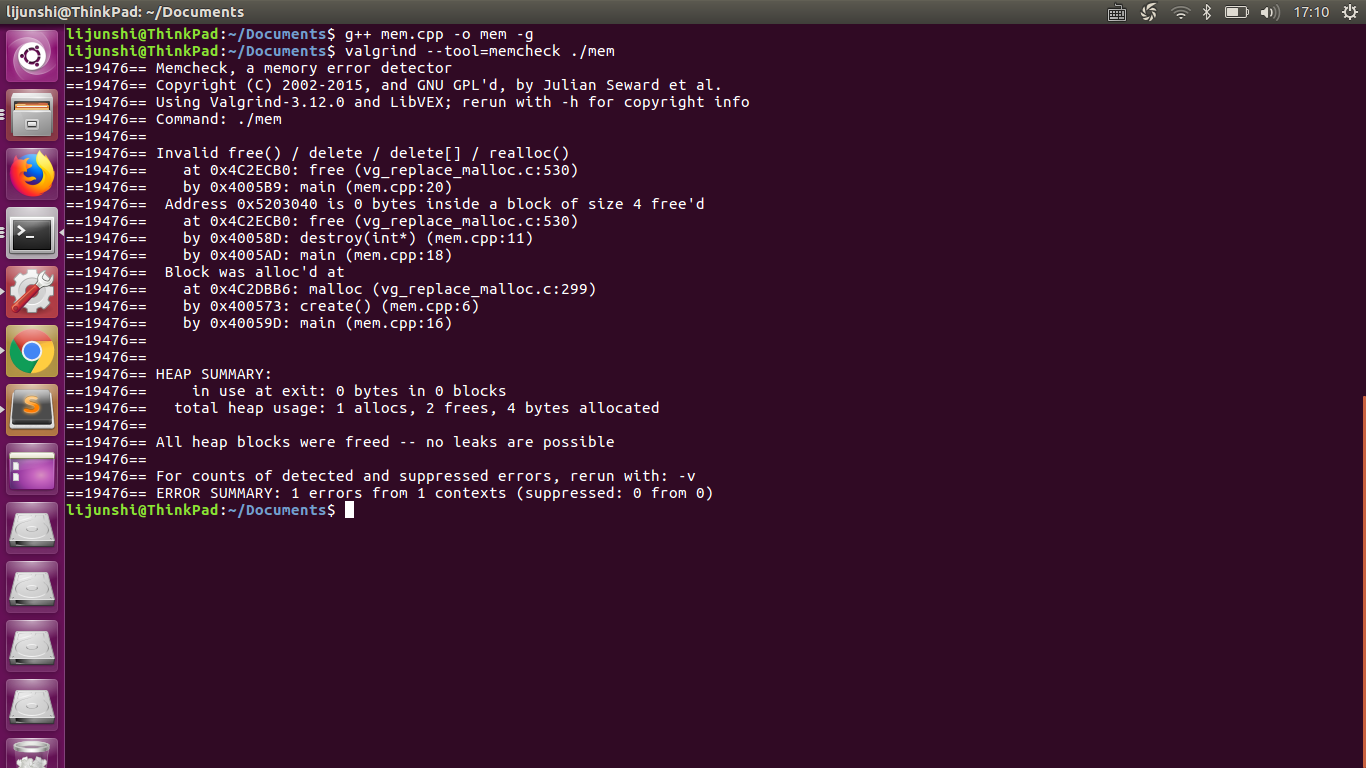 lijunshi@ThinkPad: ~/Documents
17:10
lijunshi@ThinkPad:~/Documents$ g++ mem.cpp -o mem -g
lijunshi@ThinkPad:~/Documents$ valgrind --tool=memcheck ./mem
==19476== Memcheck, a memory error detector
==19476== Copyright (C) 2002-2015, and GNU GPL'd, by Julian Seward et al.
==19476== Using Valgrind-3.12.0 and LibVEX; rerun with -h for copyright info
==19476== Command: ./mem
==19476==
==19476== Invalid free() / delete / delete[] / realloc()
==19476==    at 0x4C2ECB0: free (vg_replace_malloc.c:530)
==19476==    by 0x4005B9: main (mem.cpp:20)
==19476==  Address 0x5203040 is 0 bytes inside a block of size 4 free'd
==19476==    at 0x4C2ECB0: free (vg_replace_malloc.c:530)
==19476==    by 0x40058D: destroy(int*) (mem.cpp:11)
==19476==    by 0x4005AD: main (mem.cpp:18)
==19476==  Block was alloc'd at
==19476==    at 0x4C2DBB6: malloc (vg_replace_malloc.c:299)
==19476==    by 0x400573: create() (mem.cpp:6)
==19476==    by 0x40059D: main (mem.cpp:16)
==19476==
==19476==
==19476== HEAP SUMMARY:
==19476==     in use at exit: 0 bytes in 0 blocks
==19476==   total heap usage: 1 allocs, 2 frees, 4 bytes allocated
==19476==
==19476== All heap blocks were freed -- no leaks are possible
==19476==
==19476== For counts of detected and suppressed errors, rerun with: -v
==19476== ERROR SUMMARY: 1 errors from 1 contexts (suppressed: 0 from 0)
lijunshi@ThinkPad:~/Documents$